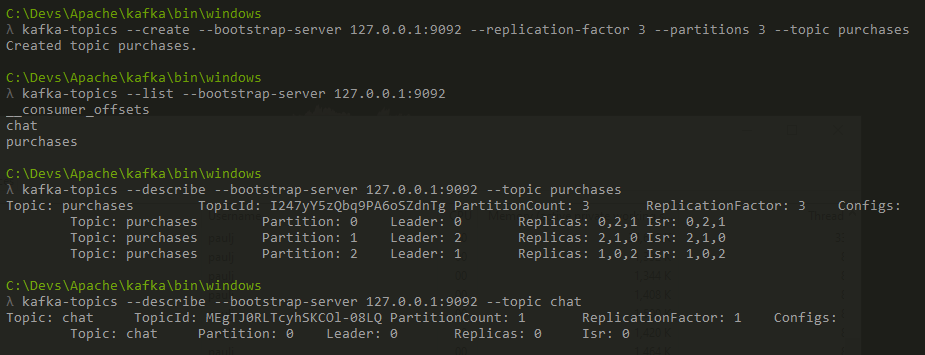 C:\Devs\Apache\kafka\bin\windows
λ kafka-topics --create --bootstrap-server 127.0.0.1:9092 --replication-factor 3 --partitions 3 --topic purchases
Created topic purchases.
C:\Devs\Apache\kafka\bin\windows
λ kafka-topics --list --bootstrap-server 127.0.0.1:9092
__consumer_offsets
chat
purchases
C:\Devs\Apache\kafka\bin\windows
λ kafka-topics --describe --bootstrap-server 127.0.0.1:9092 --topic purchases
Topic: purchases TopicId: I247yY5zQbq9PA6oSZdnTg PartitionCount: 3 ReplicationFactor: 3 Configs:
Topic: purchases Partition: 0 Leader: 0 Replicas: 0,2,1 Isr: 0,2,1
Topic: purchases Partition: 1 Leader: 2 Replicas: 2,1,0 Isr: 2,1,0
Topic: purchases Partition: 2 Leader: 1 Replicas: 1,0,2 Isr: 1,0,2
C:\Devs\Apache\kafka\bin\windows
λ kafka-topics --describe --bootstrap-server 127.0.0.1:9092 --topic chat
Topic: chat TopicId: MEgTJ0RLTcyhSKCOl-08LQ PartitionCount: 1 ReplicationFactor: 1 Configs:
Topic: chat Partition: 0 Leader: 0 Replicas: 0 Isr: 0